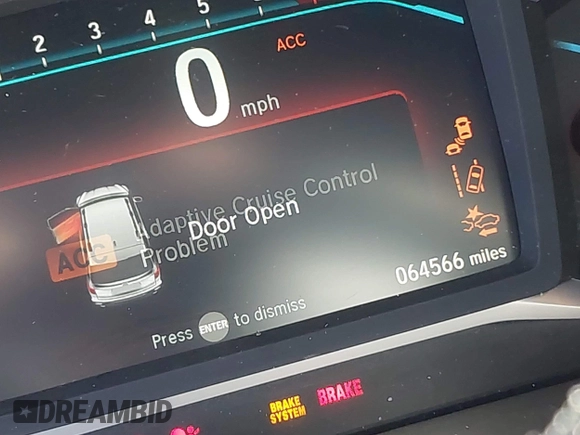 2 3 4 5
ACC
0 mph
Adaptive Cruise Control
Door Open
ACC Problem
064566 miles
Press ENTER to dismiss
BRAKE SYSTEM BRAKE
DREAMBID